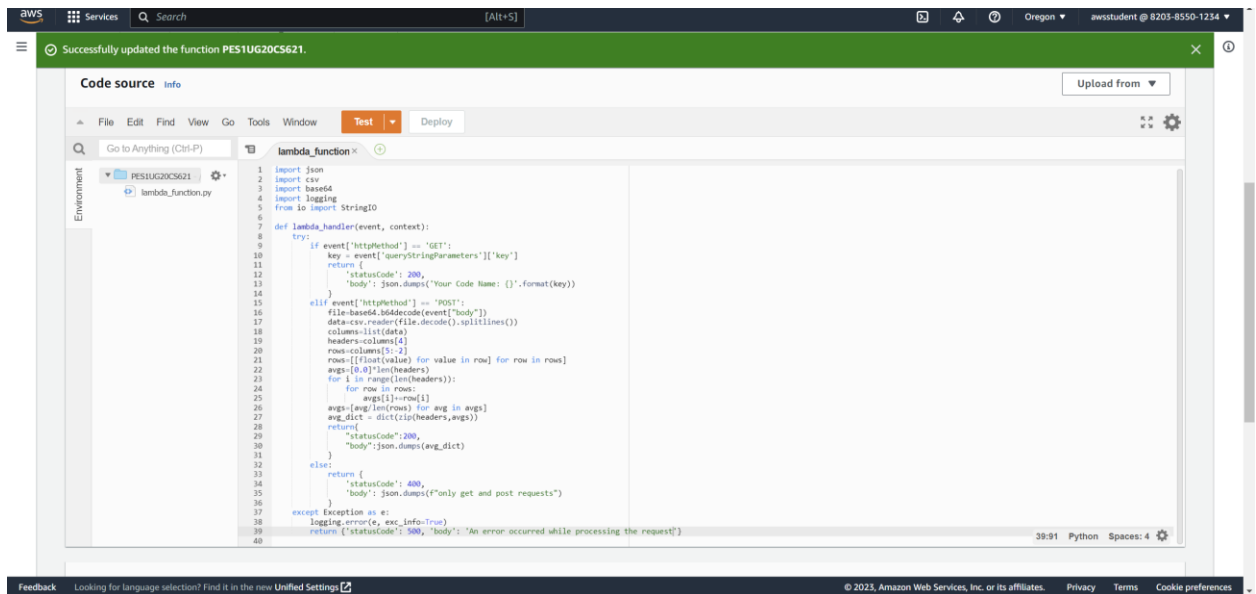 aws Services Search [Alt+S] Oregon ▼ awsstudent @ 8203-8550-1234 ▼
Successfully updated the function PES1UG20CS621.
Code source Info Upload from ▼
File Edit Find View Go Tools Window Test Deploy
Go to Anything (Ctrl-P) lambda_function
Environment
PES1UG20CS621
lambda_function.py
1 import json
2 import csv
3 import base64
4 import logging
5 from io import StringIO
6
7 def lambda_handler(event, context):
8     try:
9         if event['httpMethod'] == 'GET':
10             key = event['queryStringParameters']['key']
11             return {
12                 'statusCode': 200,
13                 'body': json.dumps('Your Code Name: {}'.format(key))
14             }
15         elif event['httpMethod'] == 'POST':
16             file=base64.b64decode(event["body"])
17             data=csv.reader(file.decode().splitlines())
18             columns=list(data)
19             headers=columns[4]
20             rows=columns[5:-2]
21             rows=[[float(value) for value in row] for row in rows]
22             avgs=[0.0]*len(headers)
23             for i in range(len(headers)):
24                 for row in rows:
25                     avgs[i]+=row[i]
26             avgs=[avg/len(rows) for avg in avgs]
27             avg_dict = dict(zip(headers,avgs))
28             return{
29                 "statusCode":200,
30                 "body":json.dumps(avg_dict)
31             }
32         else:
33             return {
34                 'statusCode': 400,
35                 'body': json.dumps(f"only get and post requests")
36             }
37     except Exception as e:
38         logging.error(e, exc_info=True)
39         return {'statusCode': 500, 'body': 'An error occurred while processing the request'}
40
39:91 Python Spaces: 4
Feedback Looking for language selection? Find it in the new Unified Settings © 2023, Amazon Web Services, Inc. or its affiliates. Privacy Terms Cookie preferences